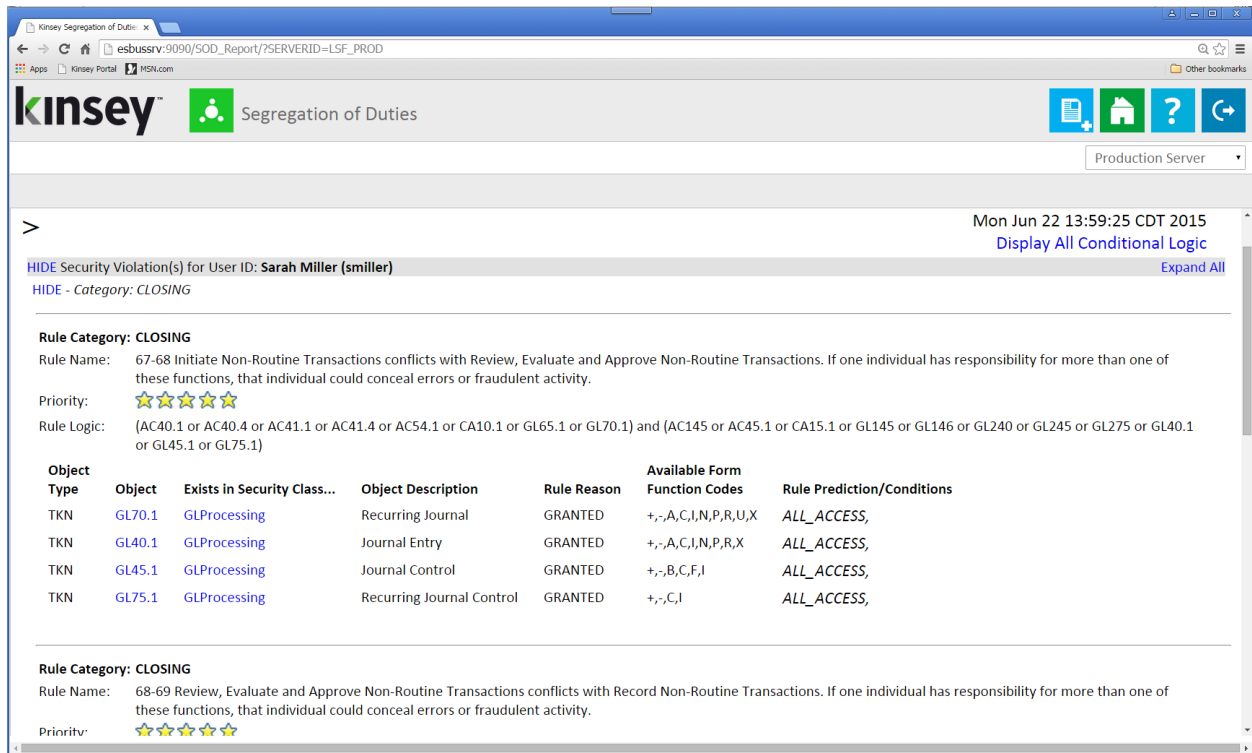 Kinsey Segregation of Dutie
esbussrv:9090/SOD_Report/?SERVERID=LSF_PROD
Apps Kinsey Portal MSN.com Other bookmarks
kinsey™ Segregation of Duties
?
Production Server
>
Mon Jun 22 13:59:25 CDT 2015
Display All Conditional Logic
HIDE Security Violation(s) for User ID: Sarah Miller (smiller) Expand All
HIDE - Category: CLOSING
Rule Category: CLOSING
Rule Name: 67-68 Initiate Non-Routine Transactions conflicts with Review, Evaluate and Approve Non-Routine Transactions. If one individual has responsibility for more than one of
these functions, that individual could conceal errors or fraudulent activity.
Priority:
Rule Logic: (AC40.1 or AC40.4 or AC41.1 or AC41.4 or AC54.1 or CA10.1 or GL65.1 or GL70.1) and (AC145 or AC45.1 or CA15.1 or GL145 or GL146 or GL240 or GL245 or GL275 or GL40.1
or GL45.1 or GL75.1)
Object Available Form
Type Object Exists in Security Class... Object Description Rule Reason Function Codes Rule Prediction/Conditions
TKN GL70.1 GLProcessing Recurring Journal GRANTED +,-,A,C,I,N,P,R,U,X ALL_ACCESS,
TKN GL40.1 GLProcessing Journal Entry GRANTED +,-,A,C,I,N,P,R,X ALL_ACCESS,
TKN GL45.1 GLProcessing Journal Control GRANTED +,-,B,C,F,I ALL_ACCESS,
TKN GL75.1 GLProcessing Recurring Journal Control GRANTED +,-,C,I ALL_ACCESS,
Rule Category: CLOSING
Rule Name: 68-69 Review, Evaluate and Approve Non-Routine Transactions conflicts with Record Non-Routine Transactions. If one individual has responsibility for more than one of
these functions, that individual could conceal errors or fraudulent activity.
Priority: